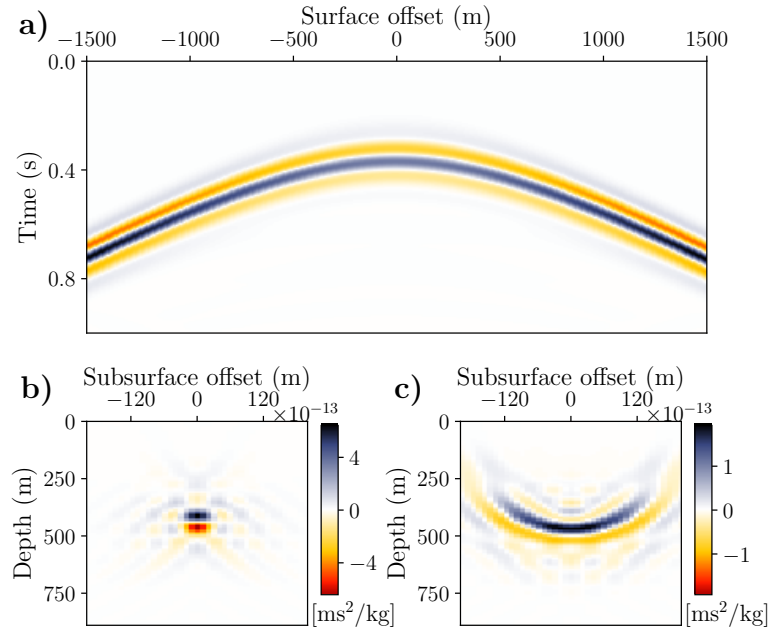 a)
Surface offset (m)
−1500 −1000 −500 0 500 1000 1500
0.0
0.4
0.8
Time (s)
b)
Subsurface offset (m)
−120 0 120
×10−13
0
250
500
750
Depth (m)
4
0
−4
[ms2/kg]
c)
Subsurface offset (m)
−120 0 120
×10−13
0
250
500
750
Depth (m)
1
0
−1
[ms2/kg]